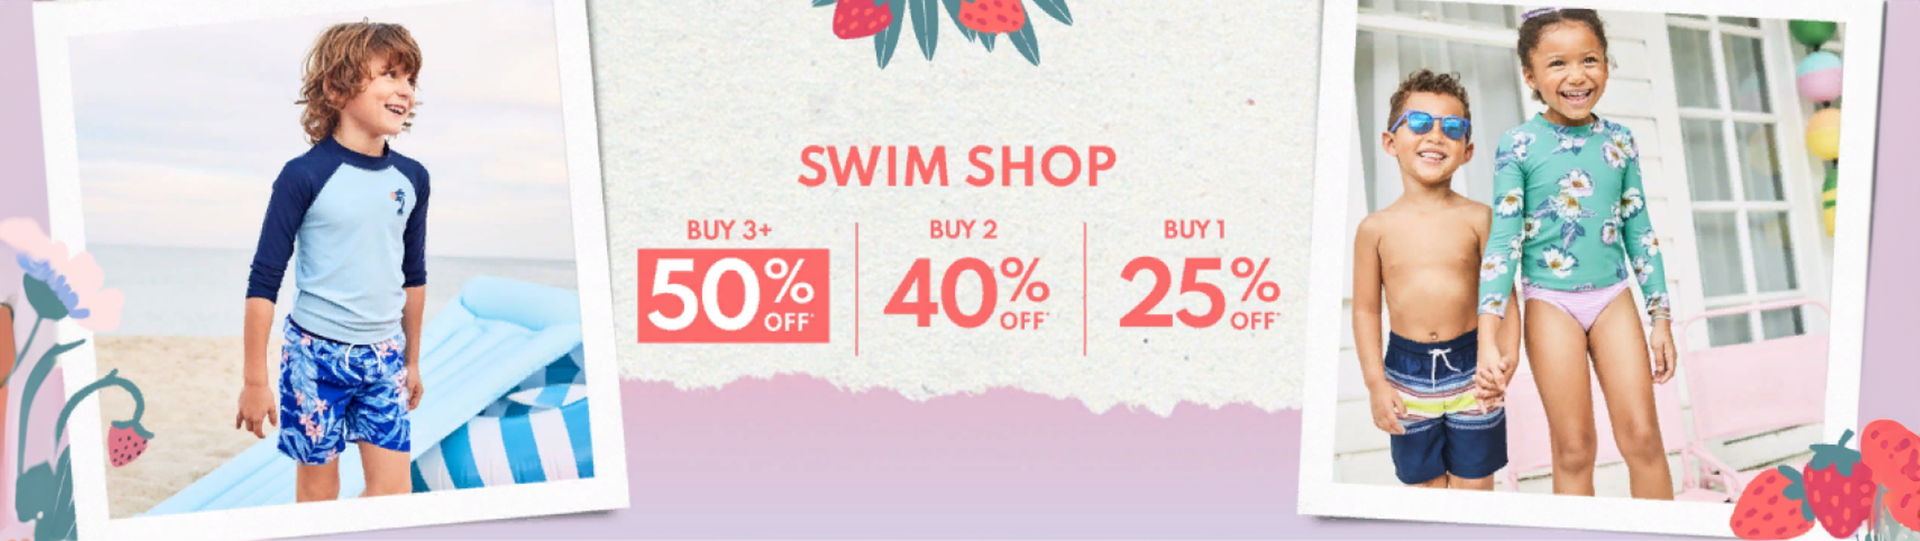 SWIM SHOP
BUY 3+
50% OFF*
BUY 2
40% OFF*
BUY 1
25% OFF*